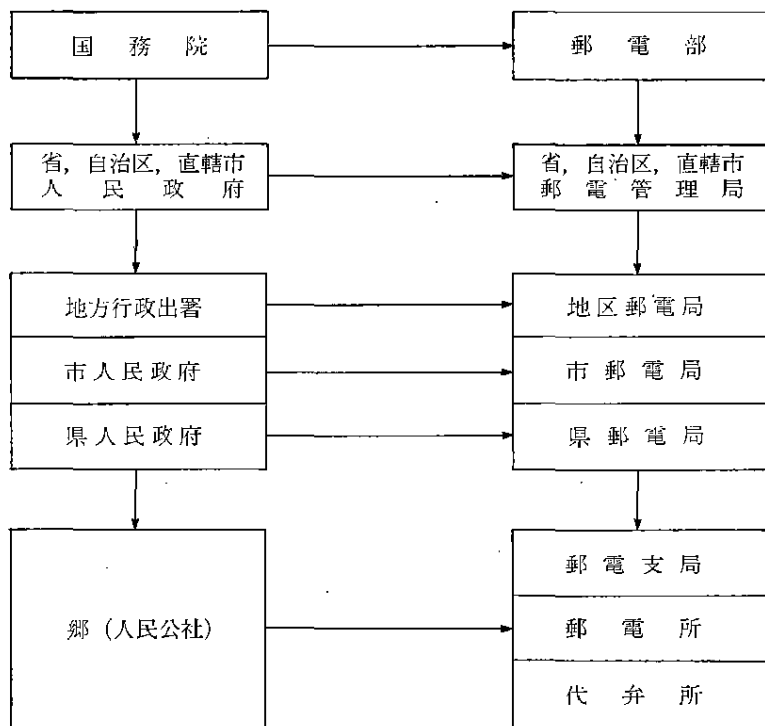 国務院
郵電部
省，自治区，直轄市
人民政府
省，自治区，直轄市
郵電管理局
地方行政出署
地区郵電局
市人民政府
市郵電局
県人民政府
県郵電局
郷（人民公社）
郵電支局
郵電所
代弁所